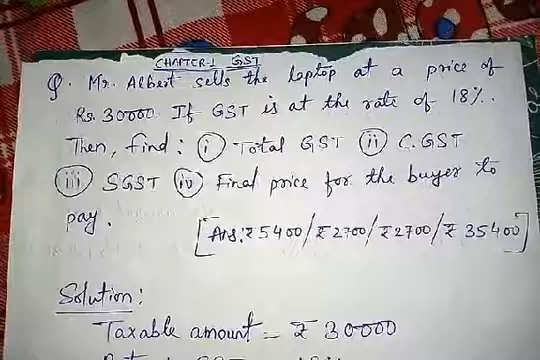 CHAPTER-1 GST
Q. Mr. Albert sells the laptop at a price of
Rs. 30000. If GST is at the rate of 18%.
Then, find: (i) Total GST (ii) C.GST
(iii) SGST (iv) Final price for the buyer to
pay.
[Ans: ₹5400/₹2700/₹2700/₹35400]
Solution:
Taxable amount = ₹ 30000